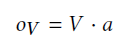 o_V = V · a